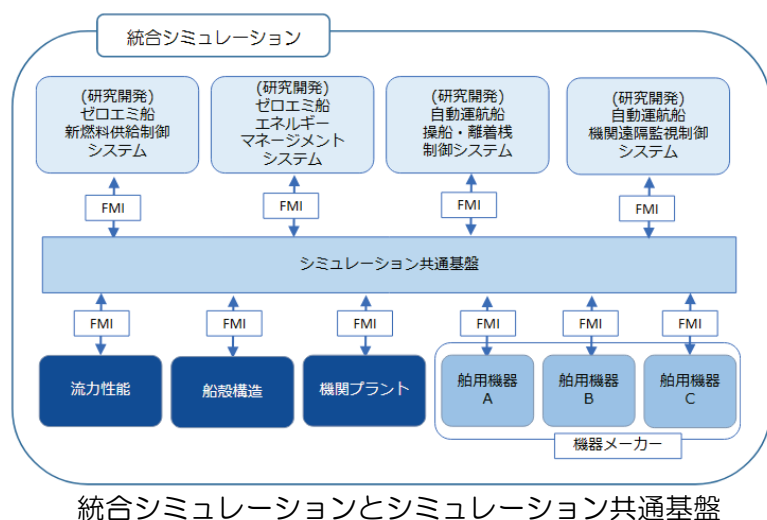 統合シミュレーション
(研究開発)
ゼロエミ船
新燃料供給制御
システム
(研究開発)
ゼロエミ船
エネルギー
マネージメント
システム
(研究開発)
自動運航船
操船・離着桟
制御システム
(研究開発)
自動運航船
機関遠隔監視制御
システム
FMI
FMI
FMI
FMI
シミュレーション共通基盤
FMI
FMI
FMI
FMI
FMI
FMI
流力性能
船殻構造
機関プラント
舶用機器
A
舶用機器
B
舶用機器
C
機器メーカー
統合シミュレーションとシミュレーション共通基盤